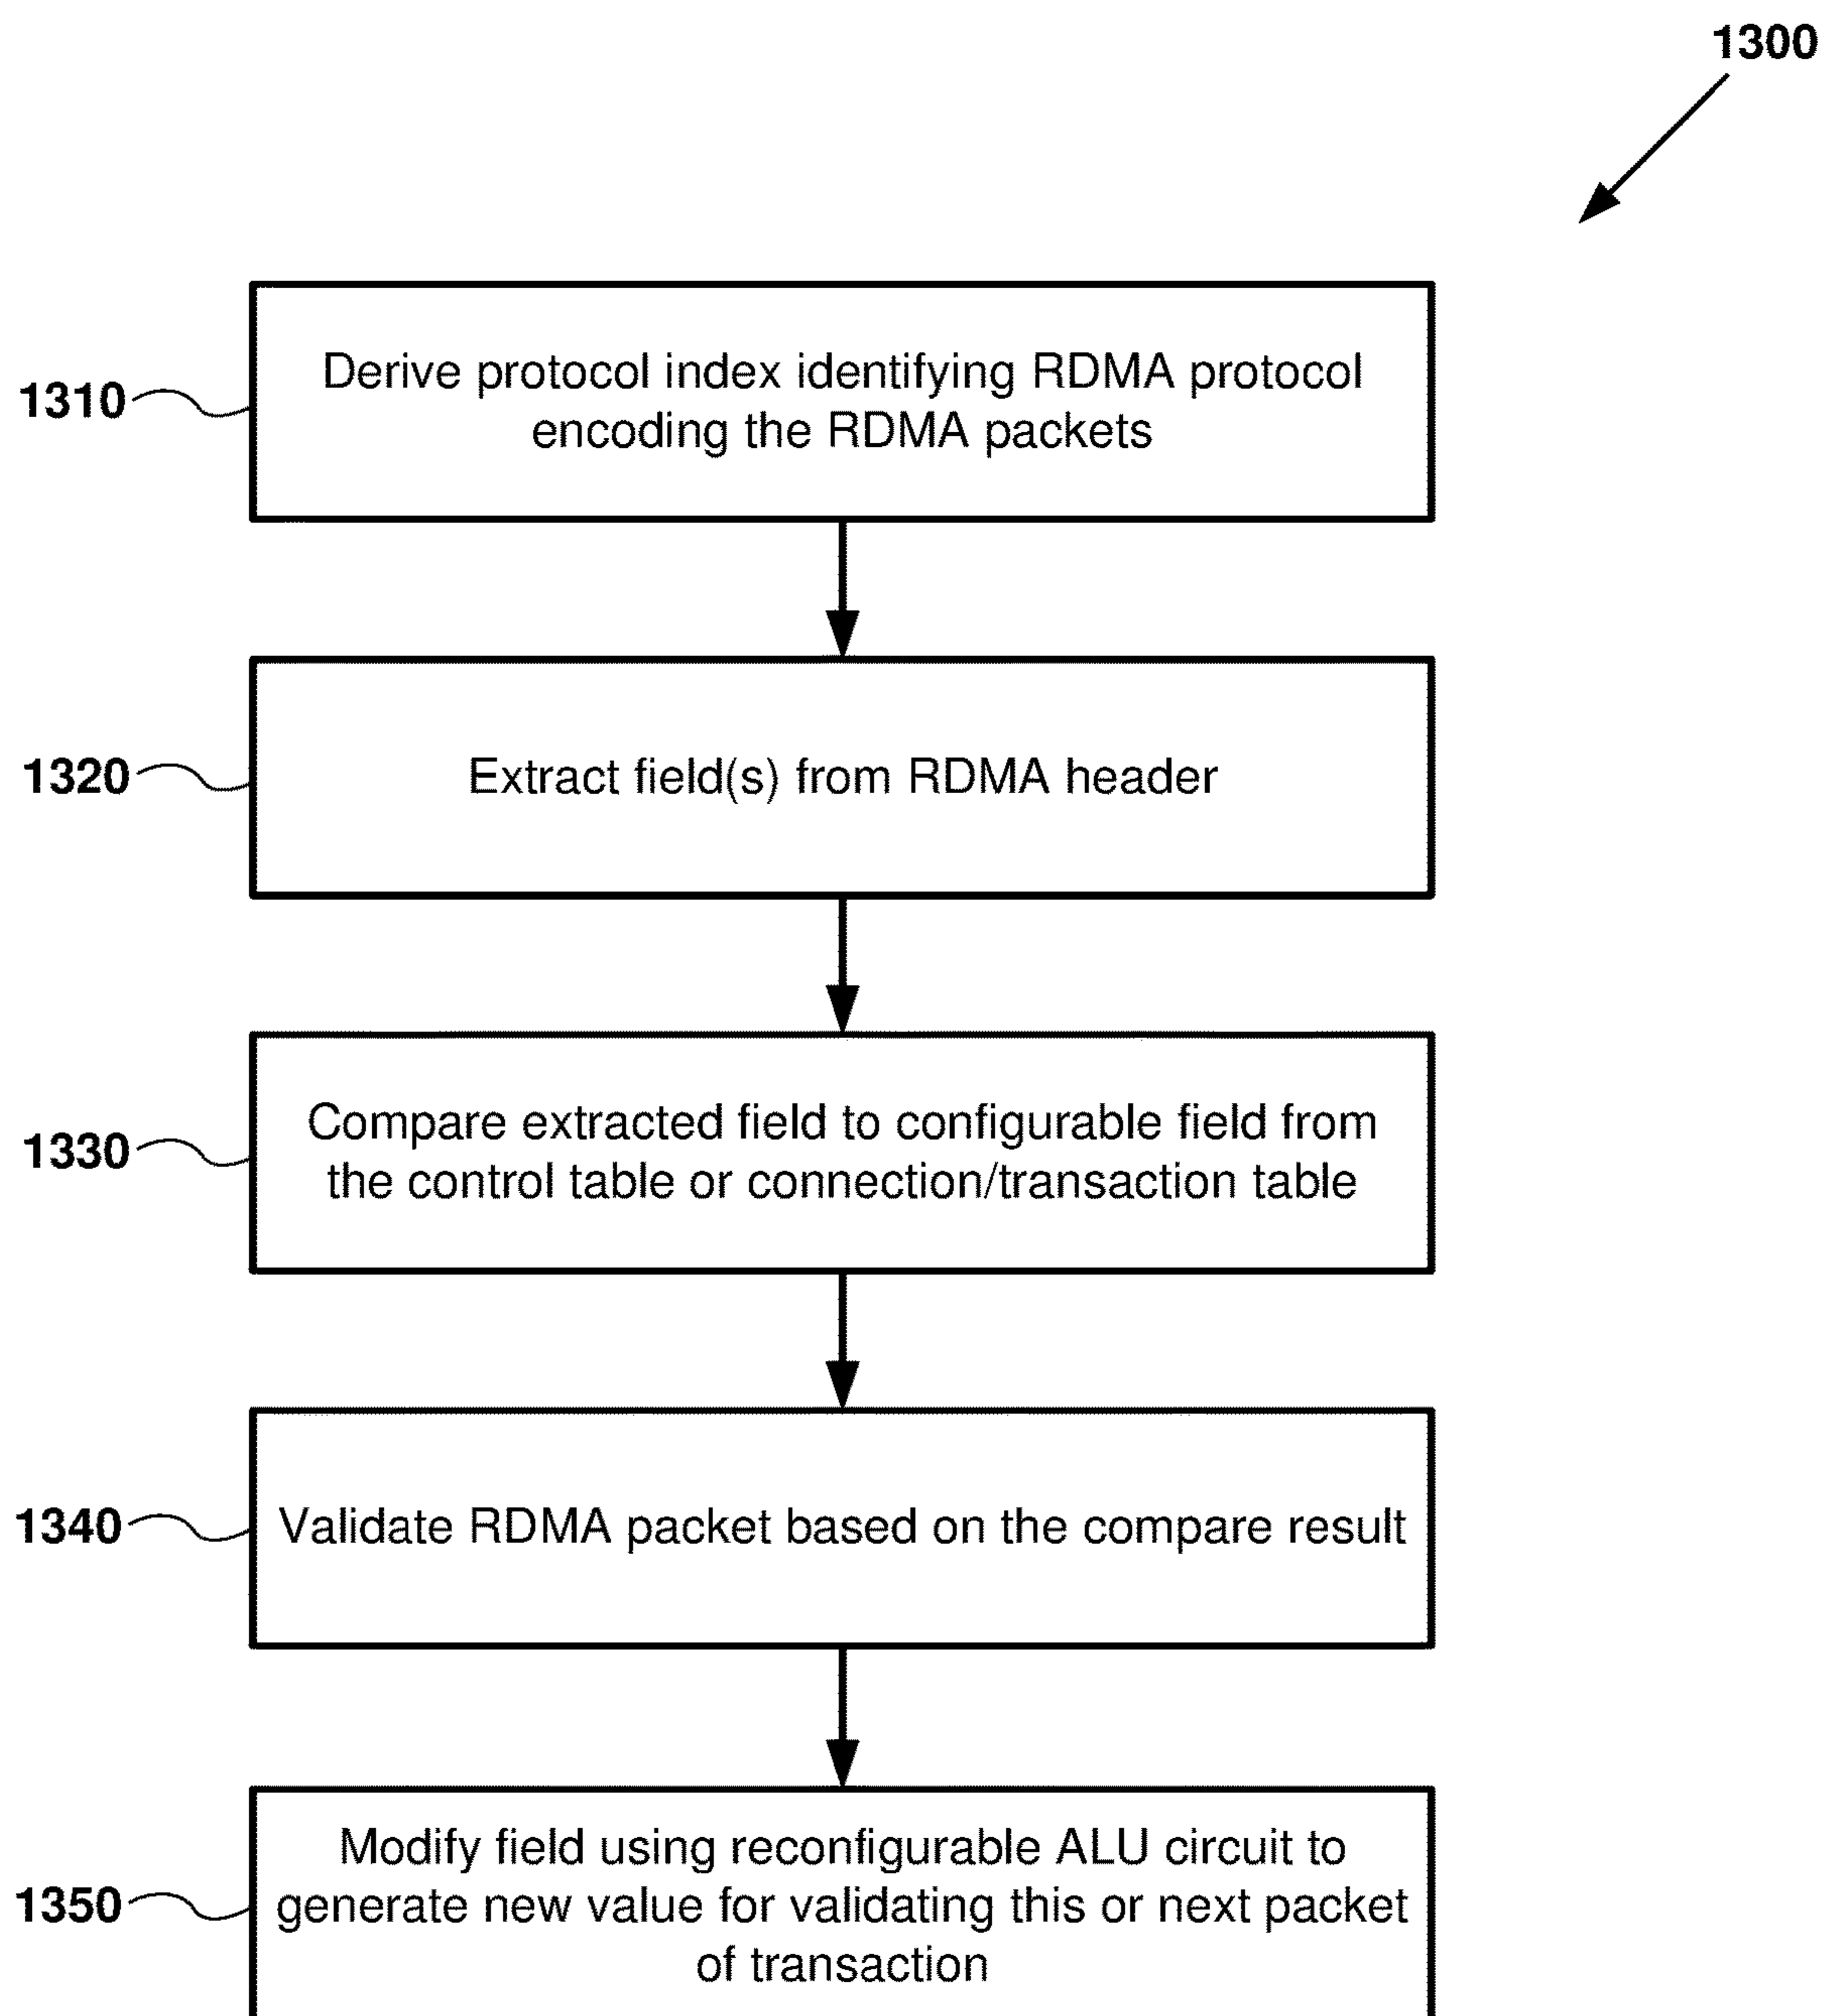 1300
1310
Derive protocol index identifying RDMA protocol
encoding the RDMA packets
1320
Extract field(s) from RDMA header
1330
Compare extracted field to configurable field from
the control table or connection/transaction table
1340
Validate RDMA packet based on the compare result
1350
Modify field using reconfigurable ALU circuit to
generate new value for validating this or next packet
of transaction